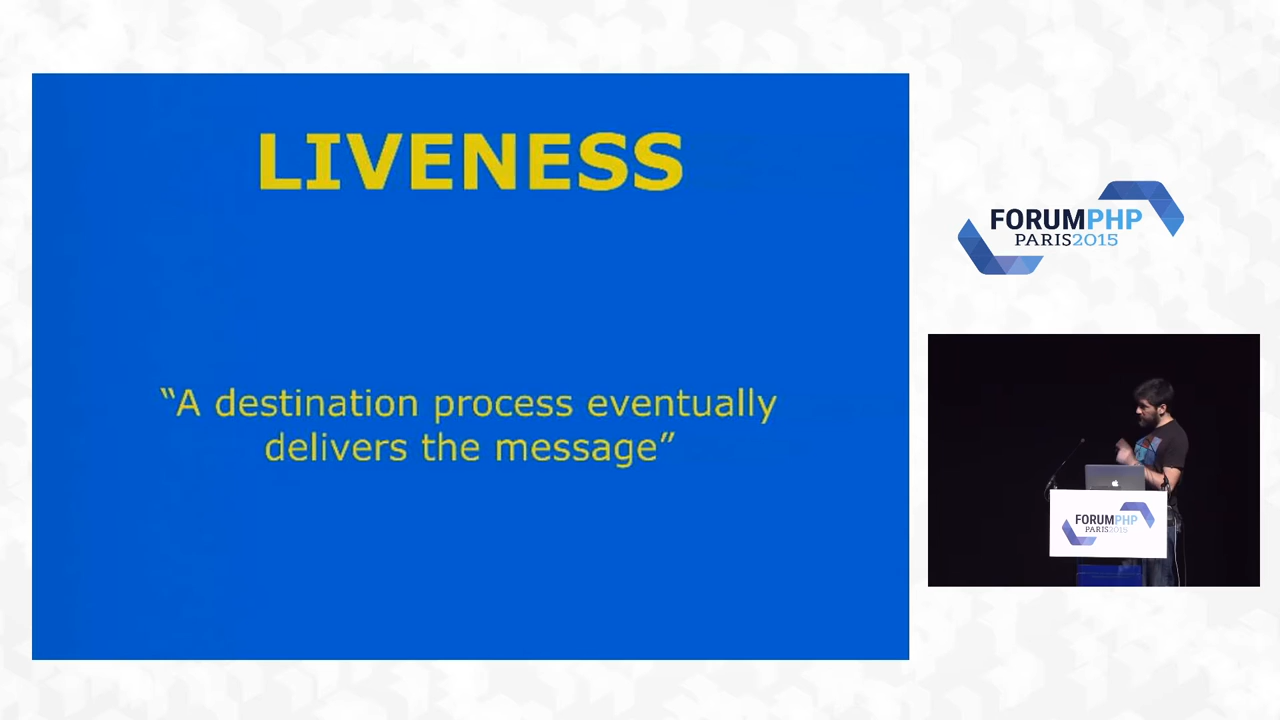 LIVENESS
“A destination process eventually
delivers the message”
FORUMPHP
PARIS2015
FORUMPHP
PARIS2015